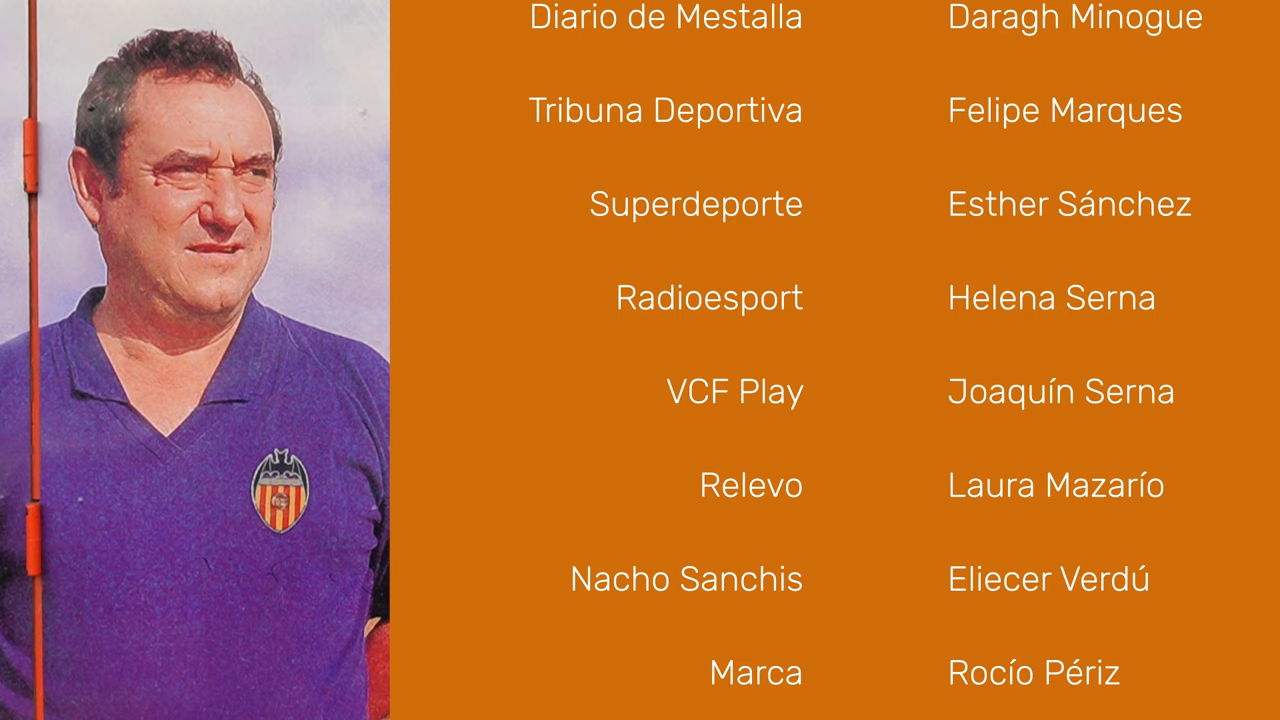 Diario de Mestalla
Daragh Minogue
Tribuna Deportiva
Felipe Marques
Superdeporte
Esther Sánchez
Radioesport
Helena Serna
VCF Play
Joaquín Serna
Relevo
Laura Mazarío
Nacho Sanchis
Eliecer Verdú
Marca
Rocío Périz